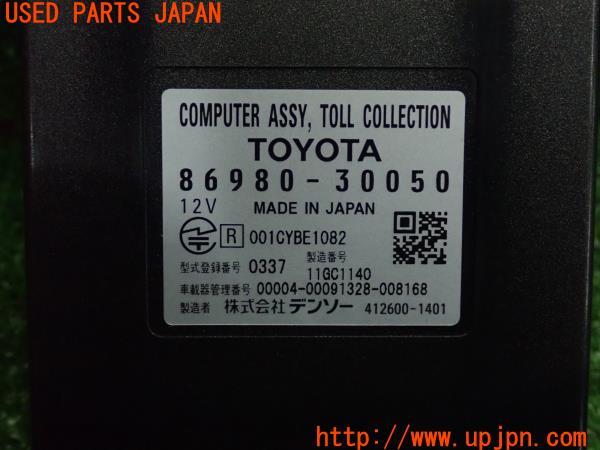 USED PARTS JAPAN
COMPUTER ASSY, TOLL COLLECTION
TOYOTA
86980-30050
12V MADE IN JAPAN
R 001CYBE1082
型式登録番号 0337 製造番号 11GC1140
車載器管理番号 00004-00091328-008168
製造者 株式会社デンソー 412600-1401
http://www.upjpn.com/